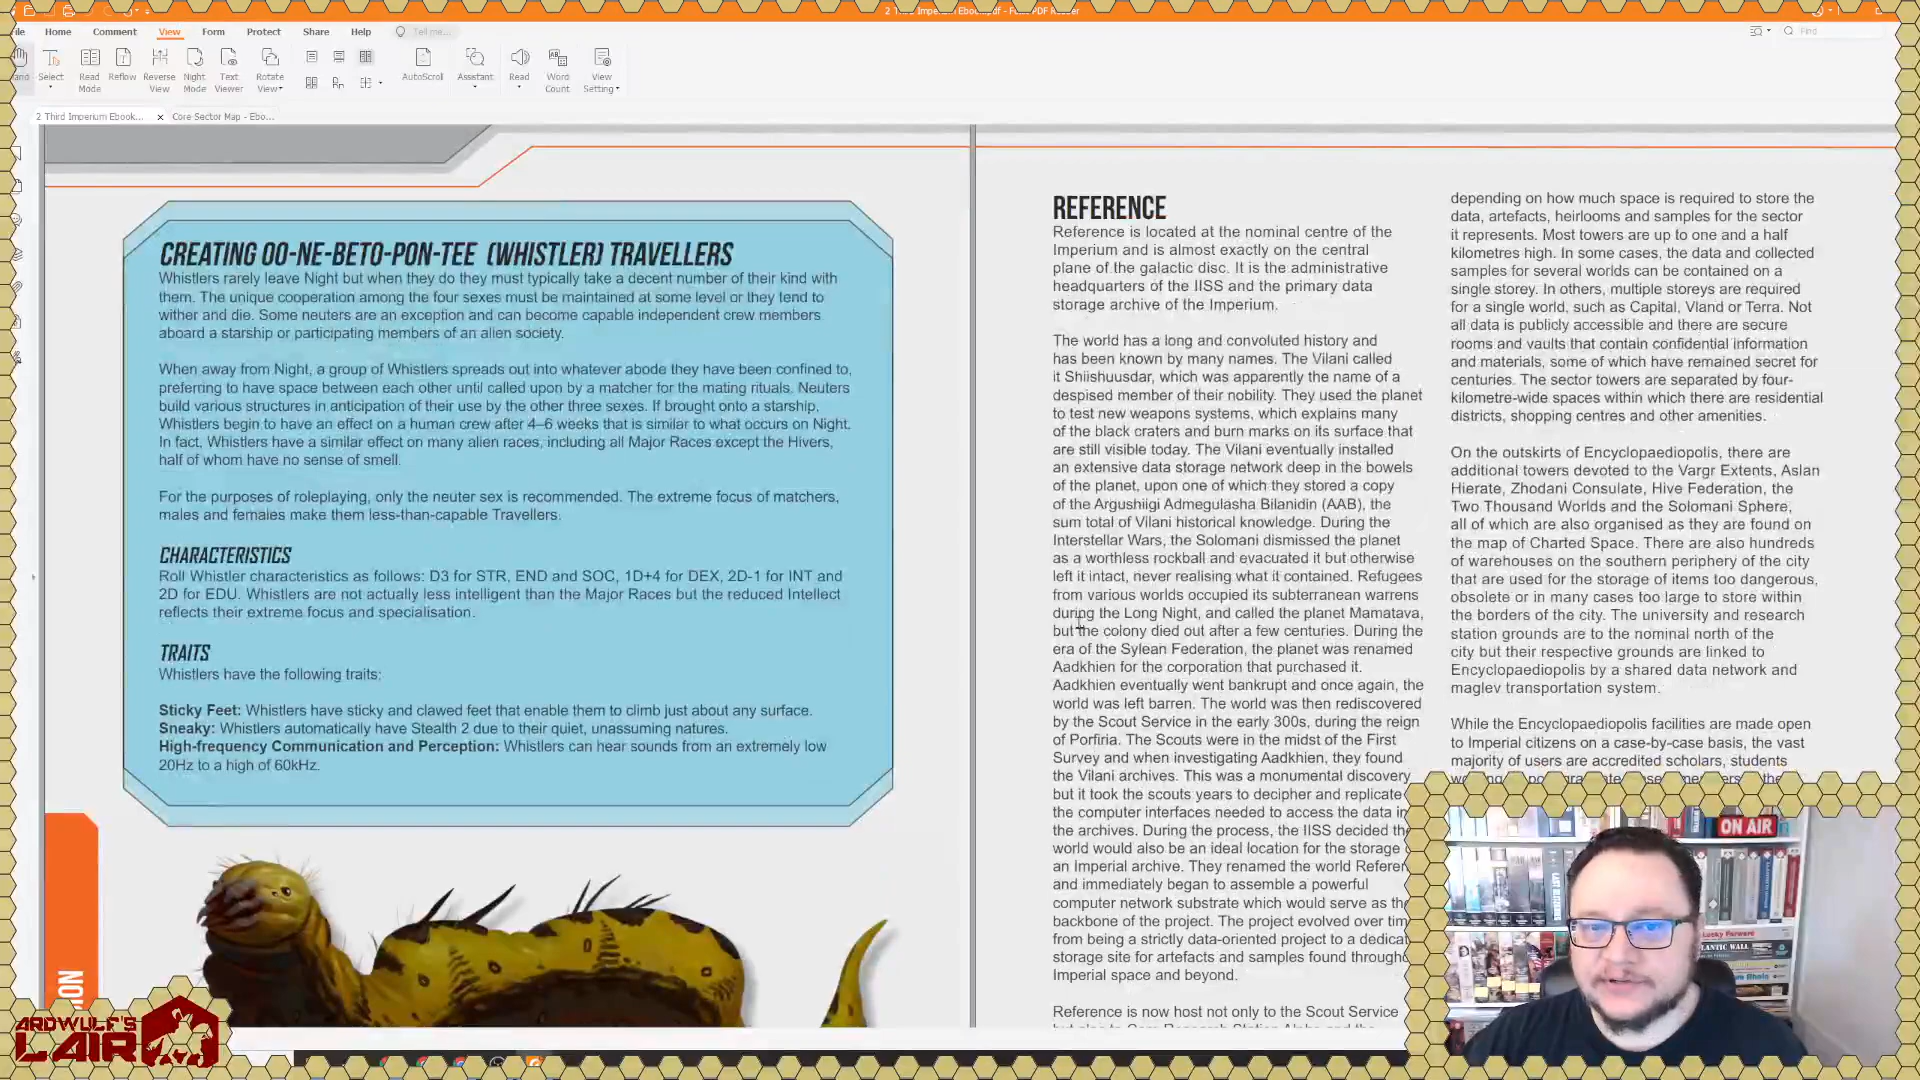 2 Third Imperium Ebook.pdf - Foxit PDF Reader
Home
Comment
View
Form
Protect
Share
Help
Tell me...
Find
Select
Read Mode
Reflow
Reverse View
Night Mode
Text Viewer
Rotate View
AutoScroll
Assistant
Read
Word Count
View Setting
2 Third Imperium Ebook...
Core Sector Map - Ebo...
CREATING OO-NE-BETO-PON-TEE (WHISTLER) TRAVELLERS
Whistlers rarely leave Night but when they do they must typically take a decent number of their kind with
them. The unique cooperation among the four sexes must be maintained at some level or they tend to
wither and die. Some neuters are an exception and can become capable independent crew members
aboard a starship or participating members of an alien society.
When away from Night, a group of Whistlers spreads out into whatever abode they have been confined to,
preferring to have space between each other until called upon by a matcher for the mating rituals. Neuters
build various structures in anticipation of their use by the other three sexes. If brought onto a starship,
Whistlers begin to have an effect on a human crew after 4–6 weeks that is similar to what occurs on Night.
In fact, Whistlers have a similar effect on many alien races, including all Major Races except the Hivers,
half of whom have no sense of smell.
For the purposes of roleplaying, only the neuter sex is recommended. The extreme focus of matchers,
males and females make them less-than-capable Travellers.
CHARACTERISTICS
Roll Whistler characteristics as follows: D3 for STR, END and SOC, 1D+4 for DEX, 2D-1 for INT and
2D for EDU. Whistlers are not actually less intelligent than the Major Races but the reduced Intellect
reflects their extreme focus and specialisation.
TRAITS
Whistlers have the following traits:
Sticky Feet: Whistlers have sticky and clawed feet that enable them to climb just about any surface.
Sneaky: Whistlers automatically have Stealth 2 due to their quiet, unassuming natures.
High-frequency Communication and Perception: Whistlers can hear sounds from an extremely low
20Hz to a high of 60kHz.
REFERENCE
Reference is located at the nominal centre of the
Imperium and is almost exactly on the central
plane of the galactic disc. It is the administrative
headquarters of the IISS and the primary data
storage archive of the Imperium.
The world has a long and convoluted history and
has been known by many names. The Vilani called
it Shiishuusdar, which was apparently the name of a
despised member of their nobility. They used the planet
to test new weapons systems, which explains many
of the black craters and burn marks on its surface that
are still visible today. The Vilani eventually installed
an extensive data storage network deep in the bowels
of the planet, upon one of which they stored a copy
of the Argushiigi Admegulasha Bilanidin (AAB), the
sum total of Vilani historical knowledge. During the
Interstellar Wars, the Solomani dismissed the planet
as a worthless rockball and evacuated it but otherwise
left it intact, never realising what it contained. Refugees
from various worlds occupied its subterranean warrens
during the Long Night, and called the planet Mamatava,
but the colony died out after a few centuries. During the
era of the Sylean Federation, the planet was renamed
Aadkhien for the corporation that purchased it.
Aadkhien eventually went bankrupt and once again, the
world was left barren. The world was then rediscovered
by the Scout Service in the early 300s, during the reign
of Porfiria. The Scouts were in the midst of the First
Survey and when investigating Aadkhien, they found
the Vilani archives. This was a monumental discovery
but it took the scouts years to decipher and replicate
the computer interfaces needed to access the data in
the archives. During the process, the IISS decided th
world would also be an ideal location for the storage
an Imperial archive. They renamed the world Referen
and immediately began to assemble a powerful
computer network substrate which would serve as th
backbone of the project. The project evolved over tim
from being a strictly data-oriented project to a dedicat
storage site for artefacts and samples found througho
Imperial space and beyond.
Reference is now host not only to the Scout Service
depending on how much space is required to store the
data, artefacts, heirlooms and samples for the sector
it represents. Most towers are up to one and a half
kilometres high. In some cases, the data and collected
samples for several worlds can be contained on a
single storey. In others, multiple storeys are required
for a single world, such as Capital, Vland or Terra. Not
all data is publicly accessible and there are secure
rooms and vaults that contain confidential information
and materials, some of which have remained secret for
centuries. The sector towers are separated by four-
kilometre-wide spaces within which there are residential
districts, shopping centres and other amenities.
On the outskirts of Encyclopaediopolis, there are
additional towers devoted to the Vargr Extents, Aslan
Hierate, Zhodani Consulate, Hive Federation, the
Two Thousand Worlds and the Solomani Sphere,
all of which are also organised as they are found on
the map of Charted Space. There are also hundreds
of warehouses on the southern periphery of the city
that are used for the storage of items too dangerous,
obsolete or in many cases too large to store within
the borders of the city. The university and research
station grounds are to the nominal north of the
city but their respective grounds are linked to
Encyclopaediopolis by a shared data network and
maglev transportation system.
While the Encyclopaediopolis facilities are made open
to Imperial citizens on a case-by-case basis, the vast
majority of users are accredited scholars, students
ARDWULF'S
LAIR
ON AIR